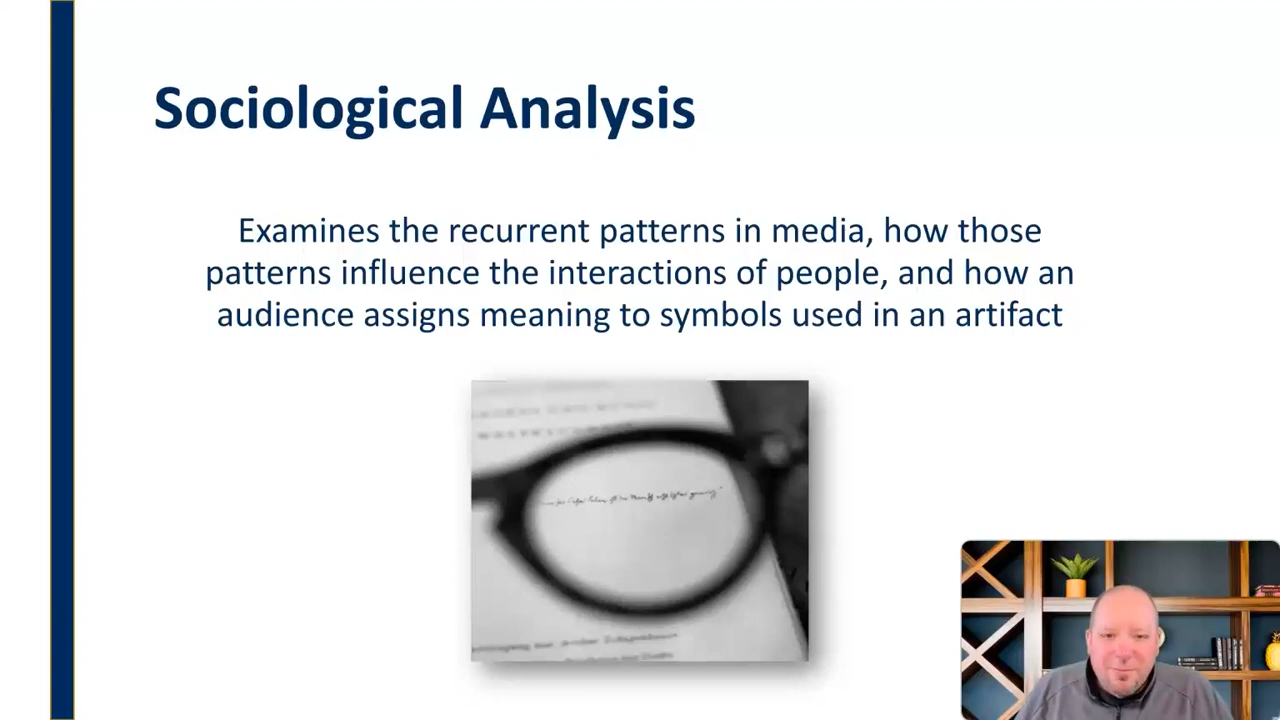 Sociological Analysis
Examines the recurrent patterns in media, how those
patterns influence the interactions of people, and how an
audience assigns meaning to symbols used in an artifact